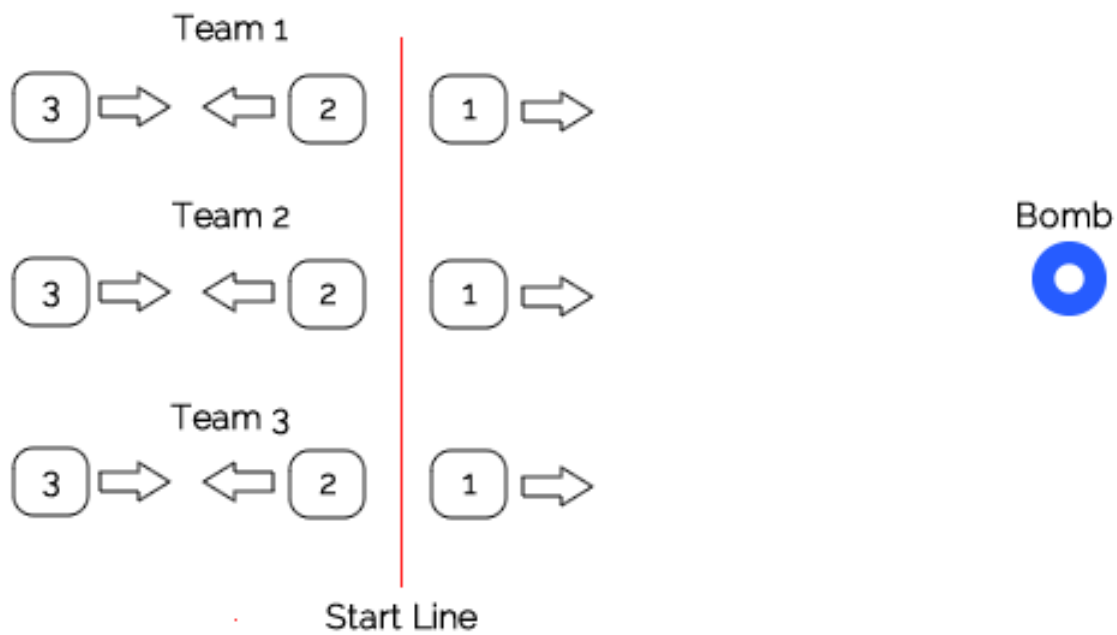 Team 1
3 2 1
Team 2
Bomb
3 2 1
Team 3
3 2 1
Start Line